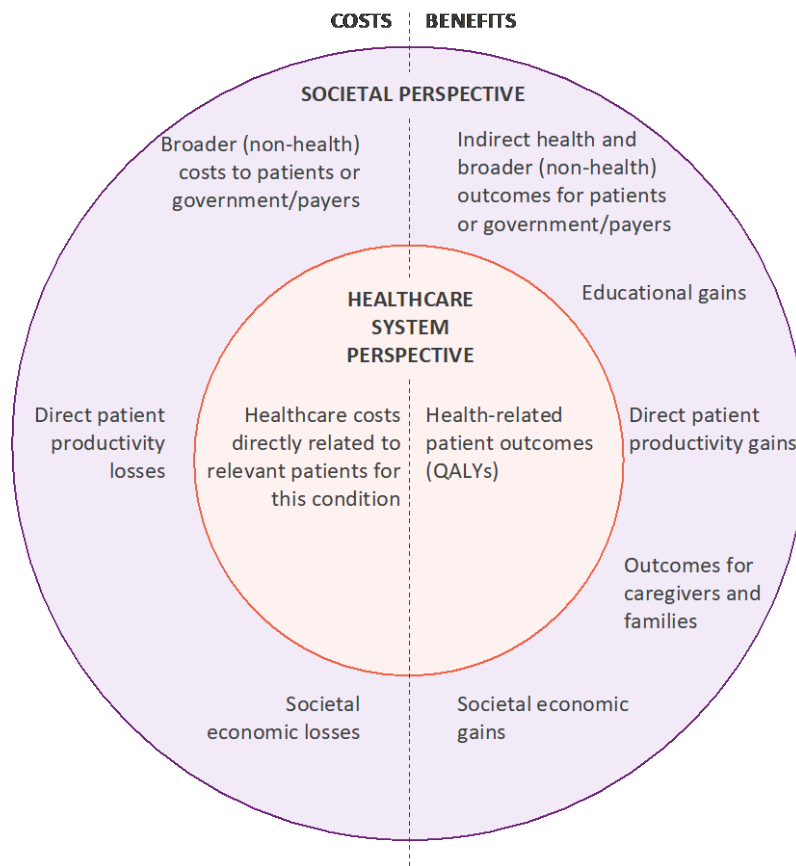 COSTS
BENEFITS
SOCIETAL PERSPECTIVE
Broader (non-health)
costs to patients or
government/payers
Indirect health and
broader (non-health)
outcomes for patients
or government/payers
Educational gains
HEALTHCARE
SYSTEM
PERSPECTIVE
Direct patient
productivity
losses
Healthcare costs
directly related to
relevant patients for
this condition
Health-related
patient outcomes
(QALYs)
Direct patient
productivity gains
Outcomes for
caregivers and
families
Societal
economic losses
Societal economic
gains